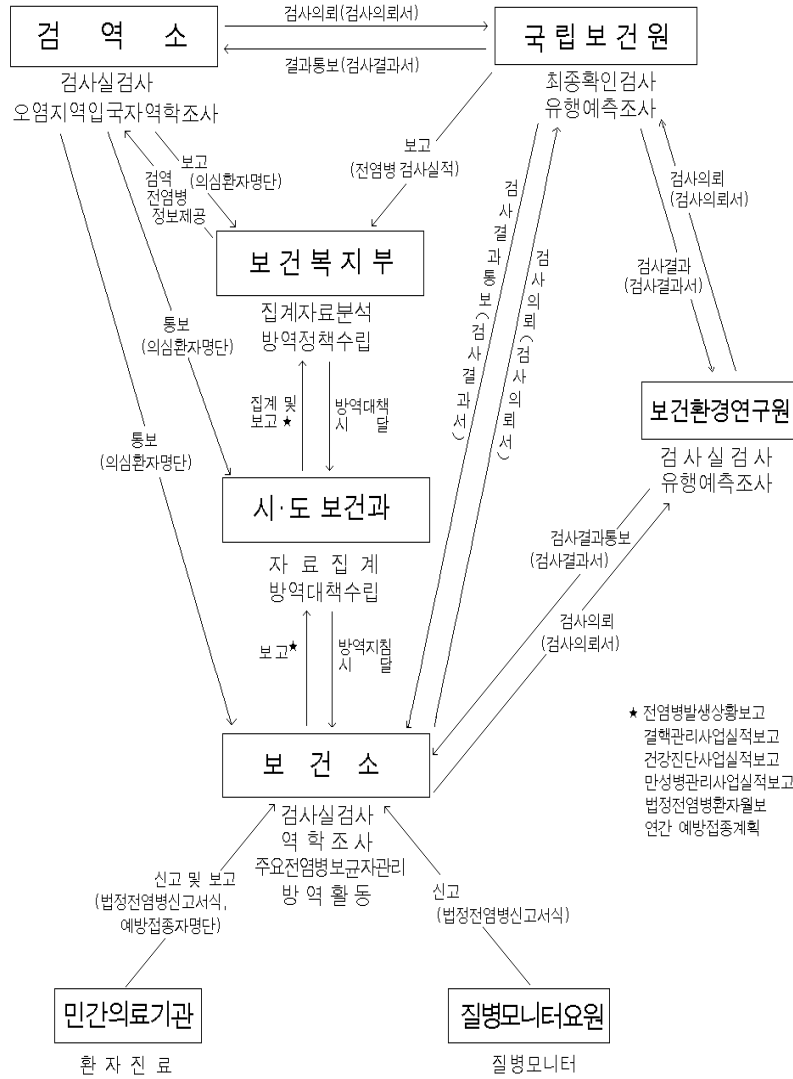 검사의뢰(검사의뢰서)
검 역 소
국립보건원
결과통보(검사결과서)
검사실검사
오염지역입국자역학조사
최종확인검사
유행예측조사
보고
(의심환자명단)
검역
전염병
정보제공
보고
(전염병 검사실적)
검사의뢰
(검사의뢰서)
검사결과
(검사결과서)
검사결과통보(검사결과서)
검사의뢰(검사의뢰서)
보건복지부
집계자료분석
방역정책수립
통보
(의심환자명단)
통보
(의심환자명단)
집계 및
보고 ★
방역대책
시 달
보건환경연구원
검사실검사
유행예측조사
시·도 보건과
자 료 집 계
방역대책수립
검사결과통보
(검사결과서)
검사의뢰
(검사의뢰서)
보고★
방역지침
시 달
보 건 소
검사실검사
역 학 조 사
주요전염병보균자관리
방 역 활 동
★ 전염병발생상황보고
결핵관리사업실적보고
건강진단사업실적보고
만성병관리사업실적보고
법정전염병환자월보
연간 예방접종계획
신고 및 보고
(법정전염병신고서식,
예방접종자명단)
신고
(법정전염병신고서식)
민간의료기관
환 자 진 료
질병모니터요원
질병모니터